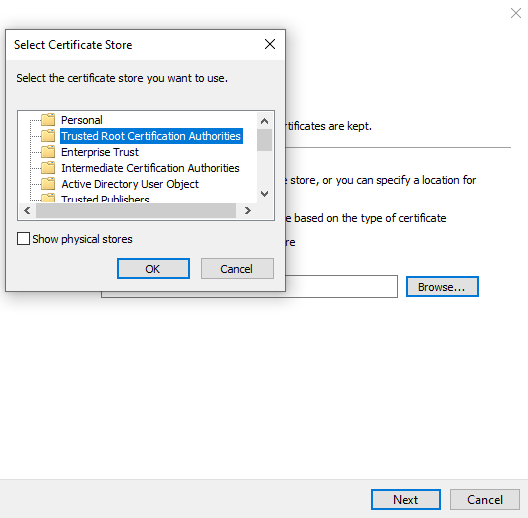 Select Certificate Store
Select the certificate store you want to use.
Personal
Trusted Root Certification Authorities
Enterprise Trust
Intermediate Certification Authorities
Active Directory User Object
Trusted Publishers
Show physical stores
OK Cancel
are kept.
store, or you can specify a location for
based on the type of certificate
Browse...
Next Cancel